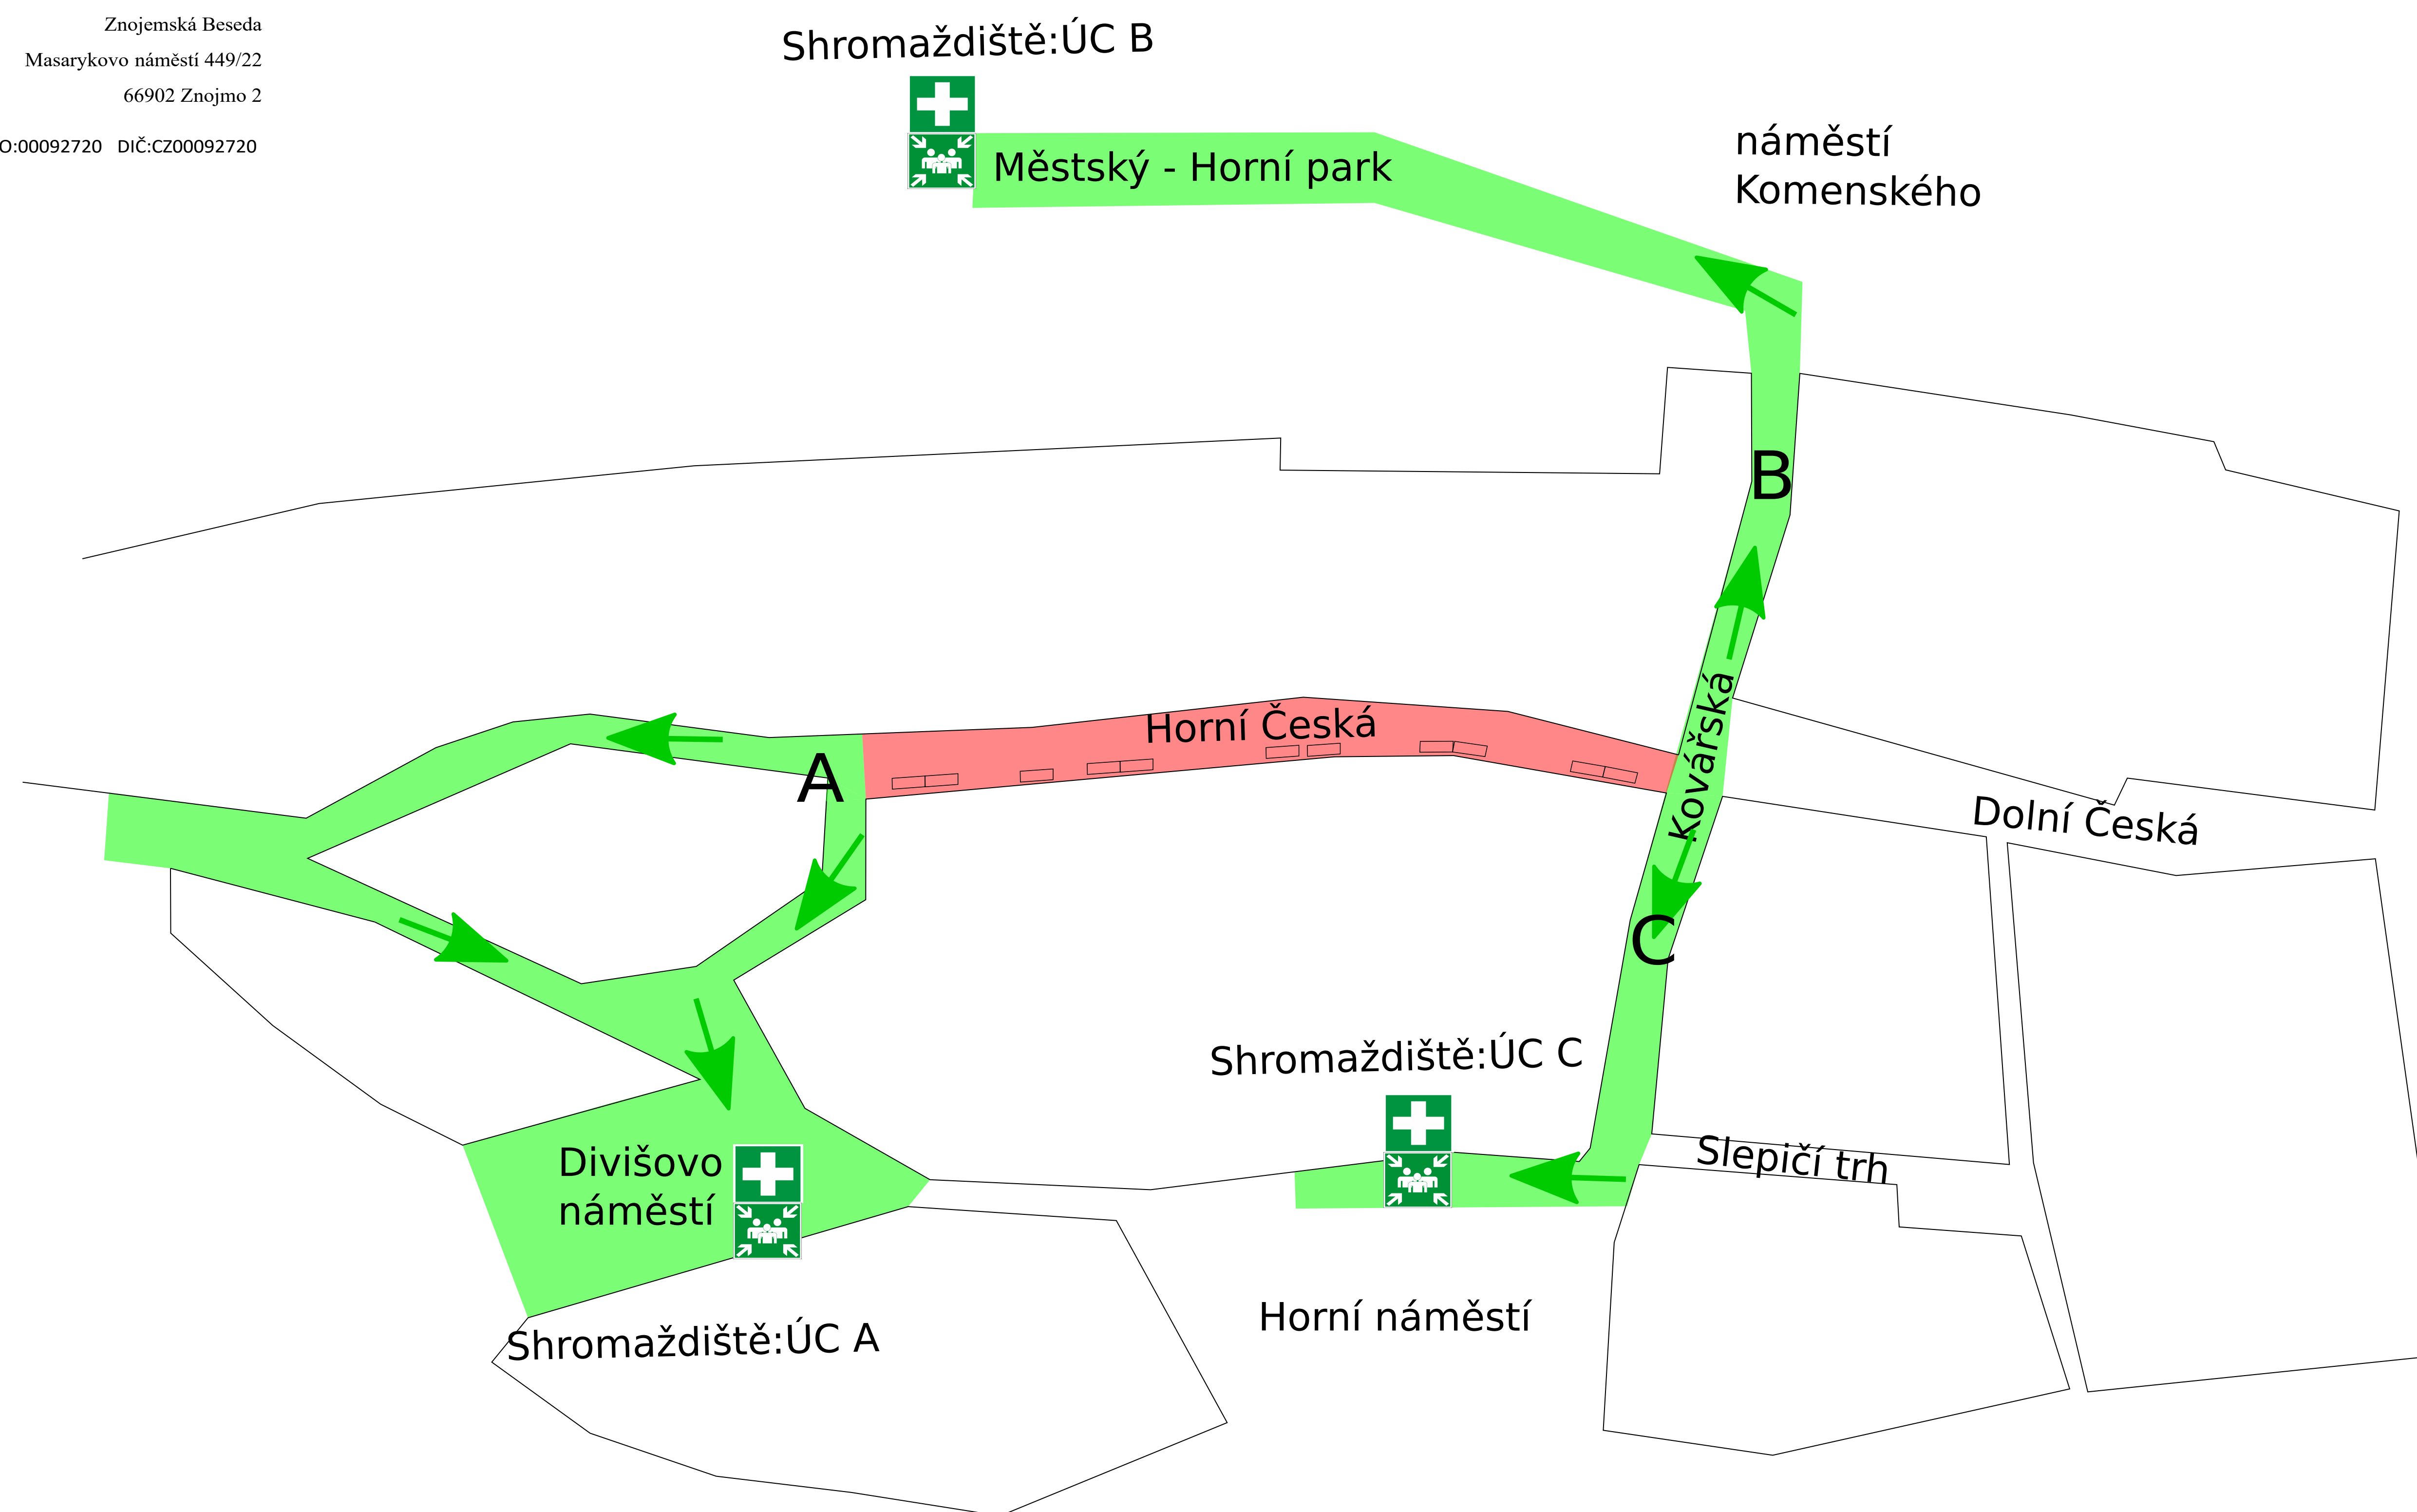 Znojemská Beseda
Masarykovo náměstí 449/22
66902 Znojmo 2
O:00092720 DIČ:CZ00092720
Shromaždiště:ÚC B
Městský - Horní park
náměstí
Komenského
B
Horní Česká
A
Kovářská
Dolní Česká
C
Shromaždiště:ÚC C
Slepičí trh
Divišovo
náměstí
Horní náměstí
Shromaždiště:ÚC A